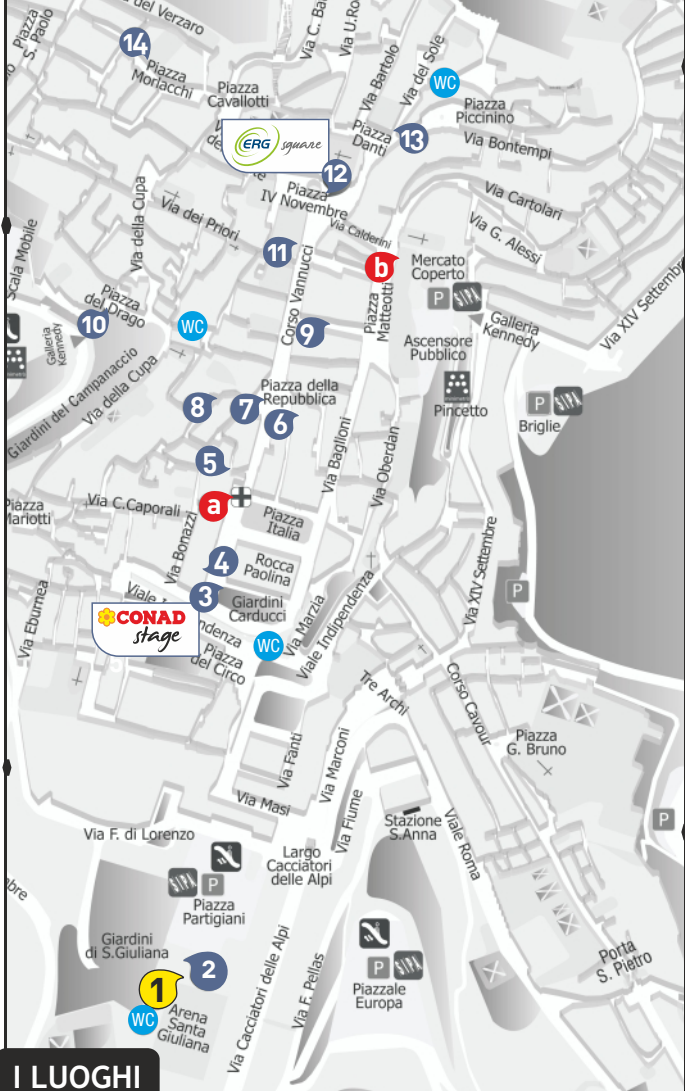 del Verzaro
Piazza
S. Paolo
14
Piazza
Morlacchi
Via C. Ba
Via U.Ro
Via Bartolo
Via del Sole
WC
Piazza
Cavallotti
Piazza
Piccinino
Piazza
Danti
13
Via Bontempi
ERG square
12
Piazza
IV Novembre
Via Cartolari
Via della Cupa
Via dei Priori
Via Calderini
Via G. Alessi
Scala Mobile
11
Corso Vannucci
b
Piazza
Matteotti
Mercato
Coperto
P SIPA
Galleria
Kennedy
Via XIV Settembr
Piazza
del Drago
10
Galleria
Kennedy
WC
9
Ascensore
Pubblico
Pincetto
Giardini del Campanaccio
Via della Cupa
Piazza della
Repubblica
8
7
6
P SIPA
Briglie
5
Via Baglioni
Via Oberdan
Piazza
Mariotti
Via C.Caporali
a
Piazza
Italia
Via Bonazzi
4
Rocca
Paolina
Via XIV Settembre
3
Giardini
Carducci
P
Via Eburnea
Viale In
ndenza
CONAD
stage
WC
Via Marzia
Viale Indipendenza
Piazza
del Circo
Tre Archi
Corso Cavour
Via Fanti
Via Marconi
Piazza
G. Bruno
Via Masi
Via Fiume
Stazione
S.Anna
Viale Roma
P
Via F. di Lorenzo
Largo
Cacciatori
delle Alpi
SIPA P
Piazza
Partigiani
mbre
Giardini
di S.Giuliana
2
1
WC
Arena
Santa
Giuliana
Via Cacciatori delle Alpi
Via F. Pellas
P SIPA
Piazzale
Europa
Porta
S. Pietro
I LUOGHI